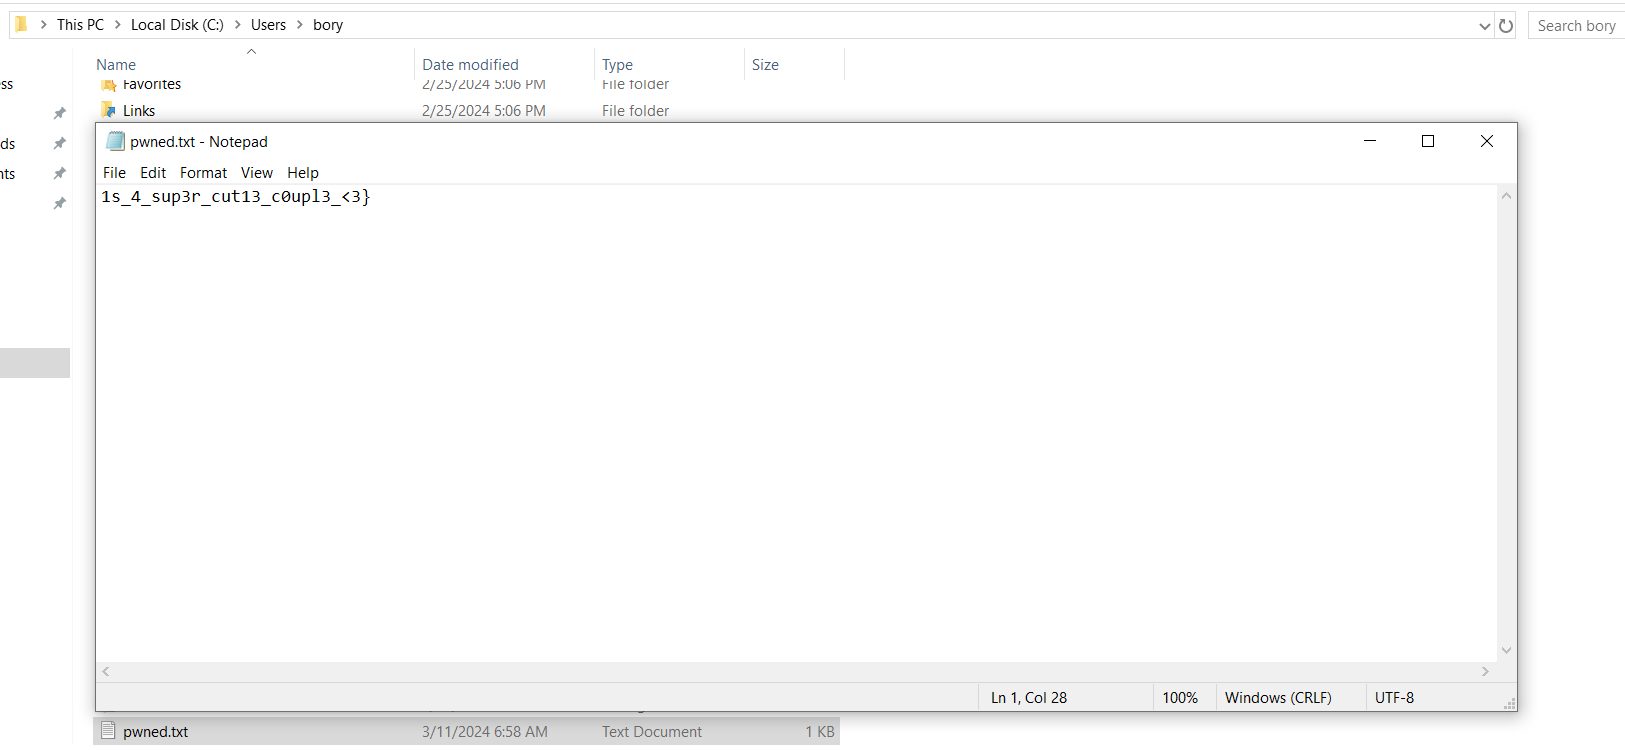 This PC > Local Disk (C:) > Users > bory
Search bory
Name Date modified Type Size
ss
Favorites 2/25/2024 5:06 PM File folder
Links 2/25/2024 5:06 PM File folder
ds
nts
pwned.txt - Notepad
File Edit Format View Help
1s_4_sup3r_cut13_c0upl3_<3}
Ln 1, Col 28 100% Windows (CRLF) UTF-8
pwned.txt 3/11/2024 6:58 AM Text Document 1 KB